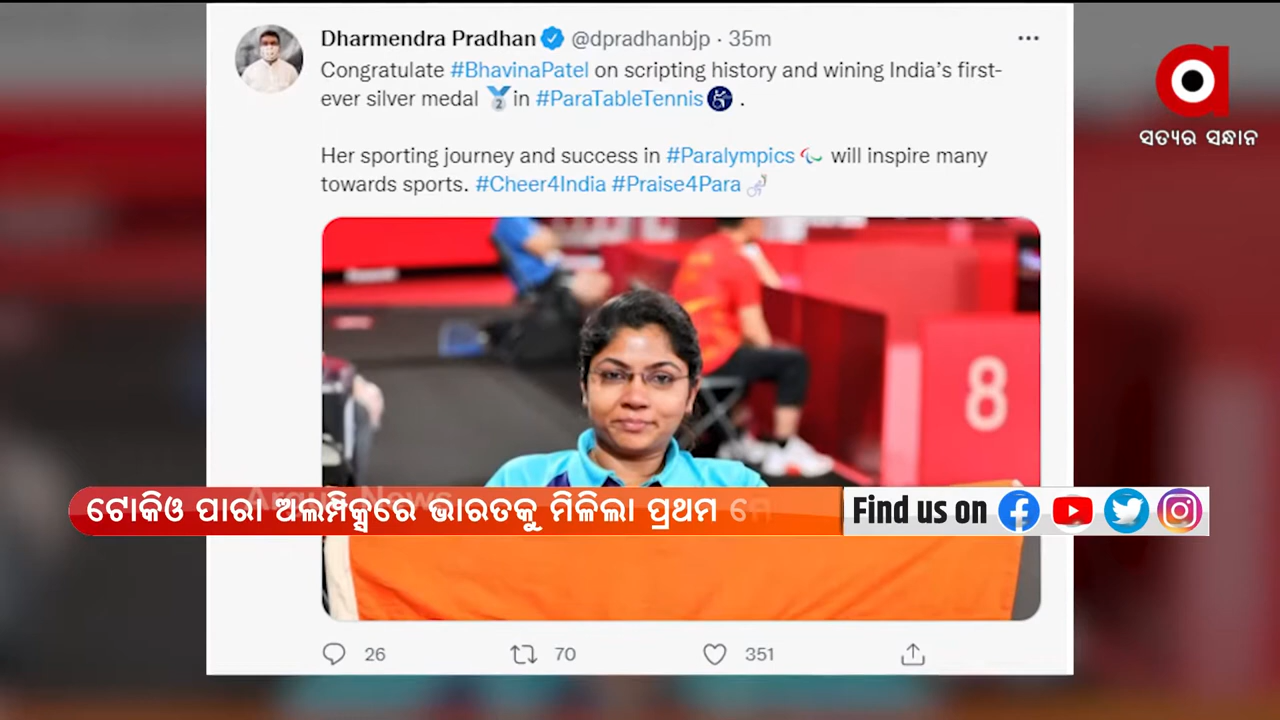 Dharmendra Pradhan @dpradhanbjp · 35m
Congratulate #BhavinaPatel on scripting history and wining India's first-
ever silver medal in #ParaTableTennis .
Her sporting journey and success in #Paralympics will inspire many
towards sports. #Cheer4India #Praise4Para
ସତ୍ୟର ସନ୍ଧାନ
8
Argus News
ଟୋକିଓ ପାରା ଅଲମ୍ପିକ୍ସରେ ଭାରତକୁ ମିଳିଲା ପ୍ରଥମ
Find us on
26 70 351